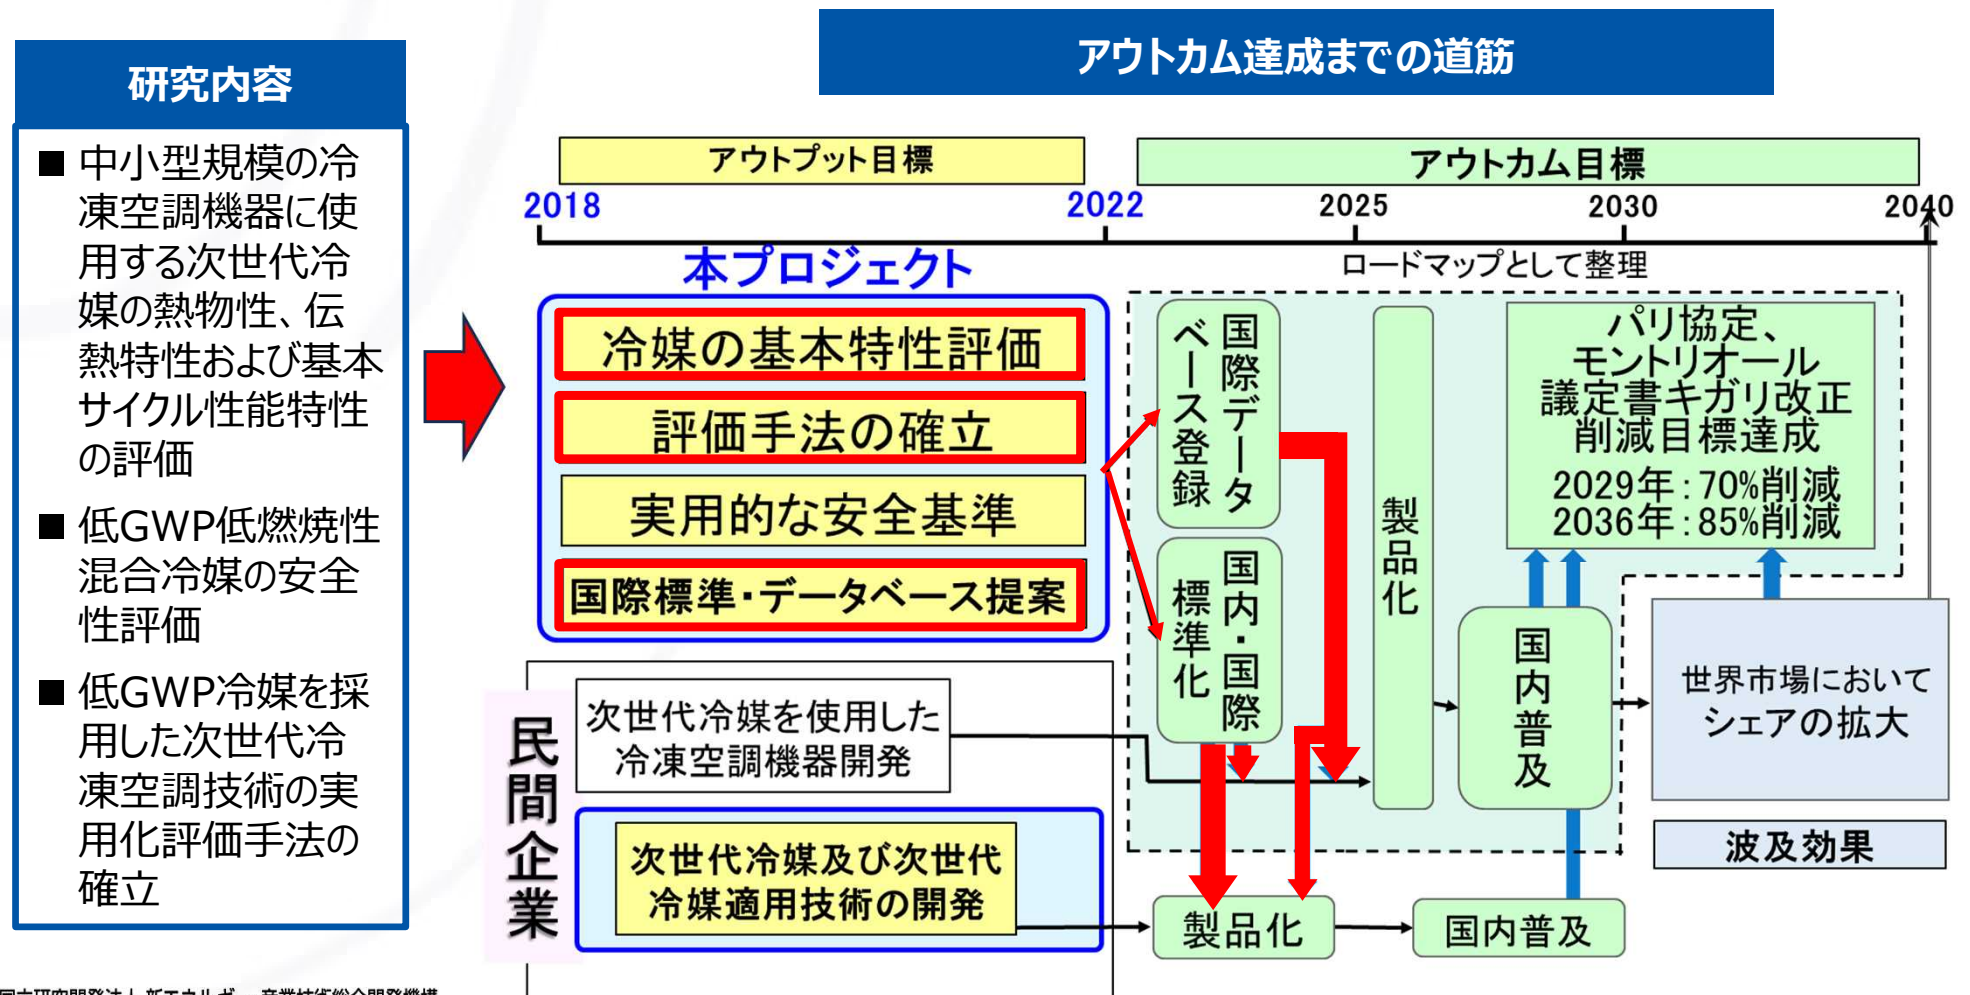 研究内容
■ 中小型規模の冷
凍空調機器に使
用する次世代冷
媒の熱物性、伝
熱特性および基本
サイクル性能特性
の評価
■ 低GWP低燃焼性
混合冷媒の安全
性評価
■ 低GWP冷媒を採
用した次世代冷
凍空調技術の実
用化評価手法の
確立
アウトカム達成までの道筋
アウトプット目標
アウトカム目標
2018
2022
2025
2030
2040
本プロジェクト
ロードマップとして整理
冷媒の基本特性評価
評価手法の確立
実用的な安全基準
国際標準・データベース提案
国際データ
ベース登録
国内・国際
標準化
製品化
パリ協定、
モントリオール
議定書キガリ改正
削減目標達成
2029年：70%削減
2036年：85%削減
国内普及
世界市場において
シェアの拡大
波及効果
民間企業
次世代冷媒を使用した
冷凍空調機器開発
次世代冷媒及び次世代
冷媒適用技術の開発
製品化
国内普及